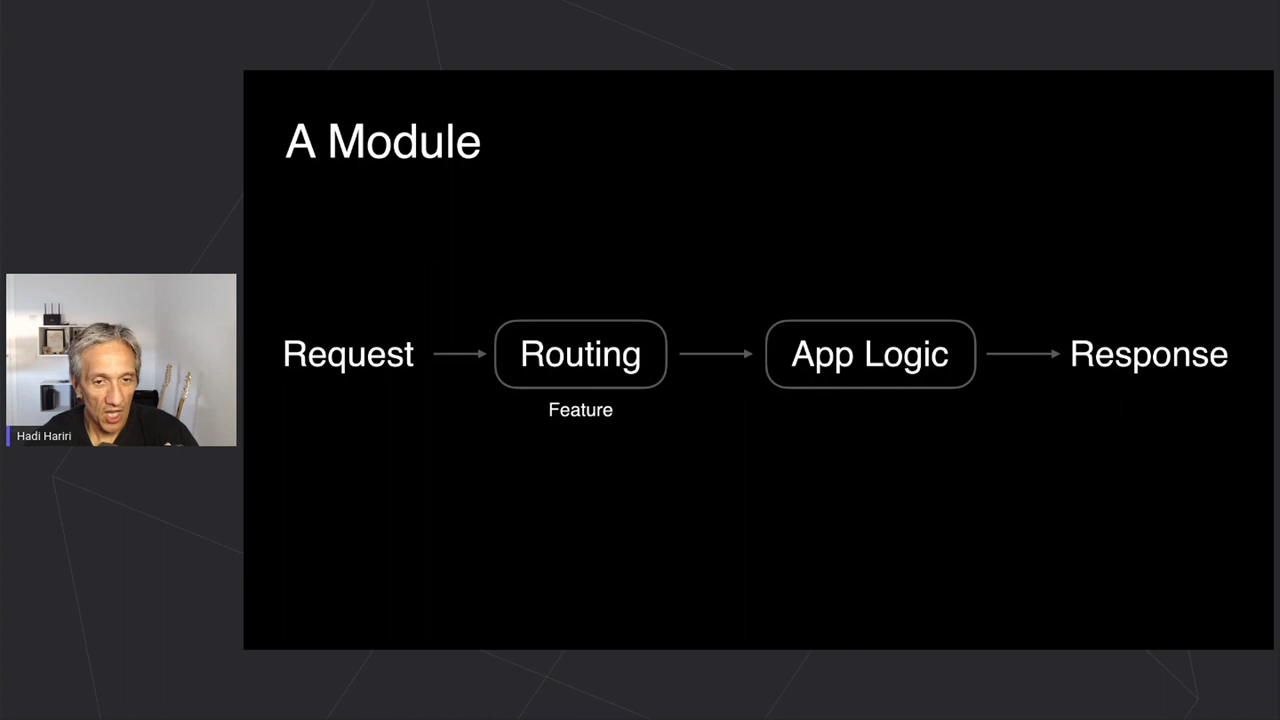 A Module
Request
Routing
App Logic
Response
Feature
Hadi Hariri